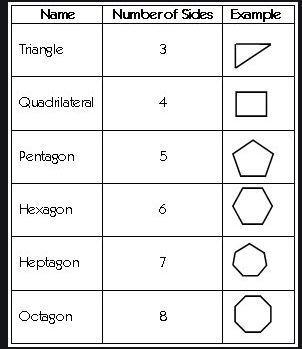 Name Number of Sides Example
Triangle 3
Quadrilateral 4
Pentagon 5
Hexagon 6
Heptagon 7
Octagon 8